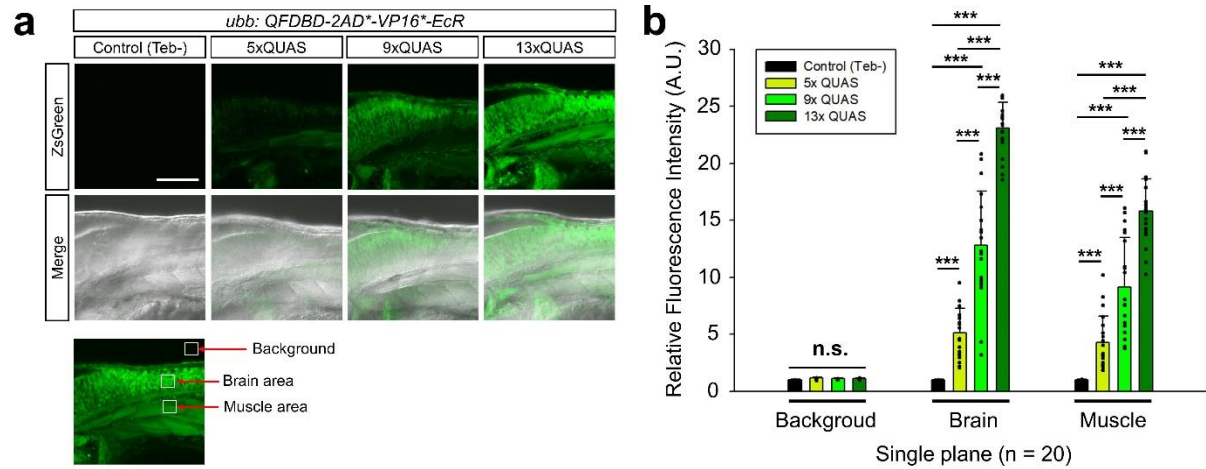 a
ubb: QFDBD-2AD*-VP16*-EcR
Control (Teb-)
5xQUAS
9xQUAS
13xQUAS
ZsGreen
Merge
Background
Brain area
Muscle area
b
Relative Fluorescence Intensity (A.U.)
30
25
20
15
10
5
0
Control (Teb-)
5x QUAS
9x QUAS
13x QUAS
n.s.
***
***
***
***
***
***
***
***
***
***
***
***
Backgroud
Brain
Muscle
Single plane (n = 20)